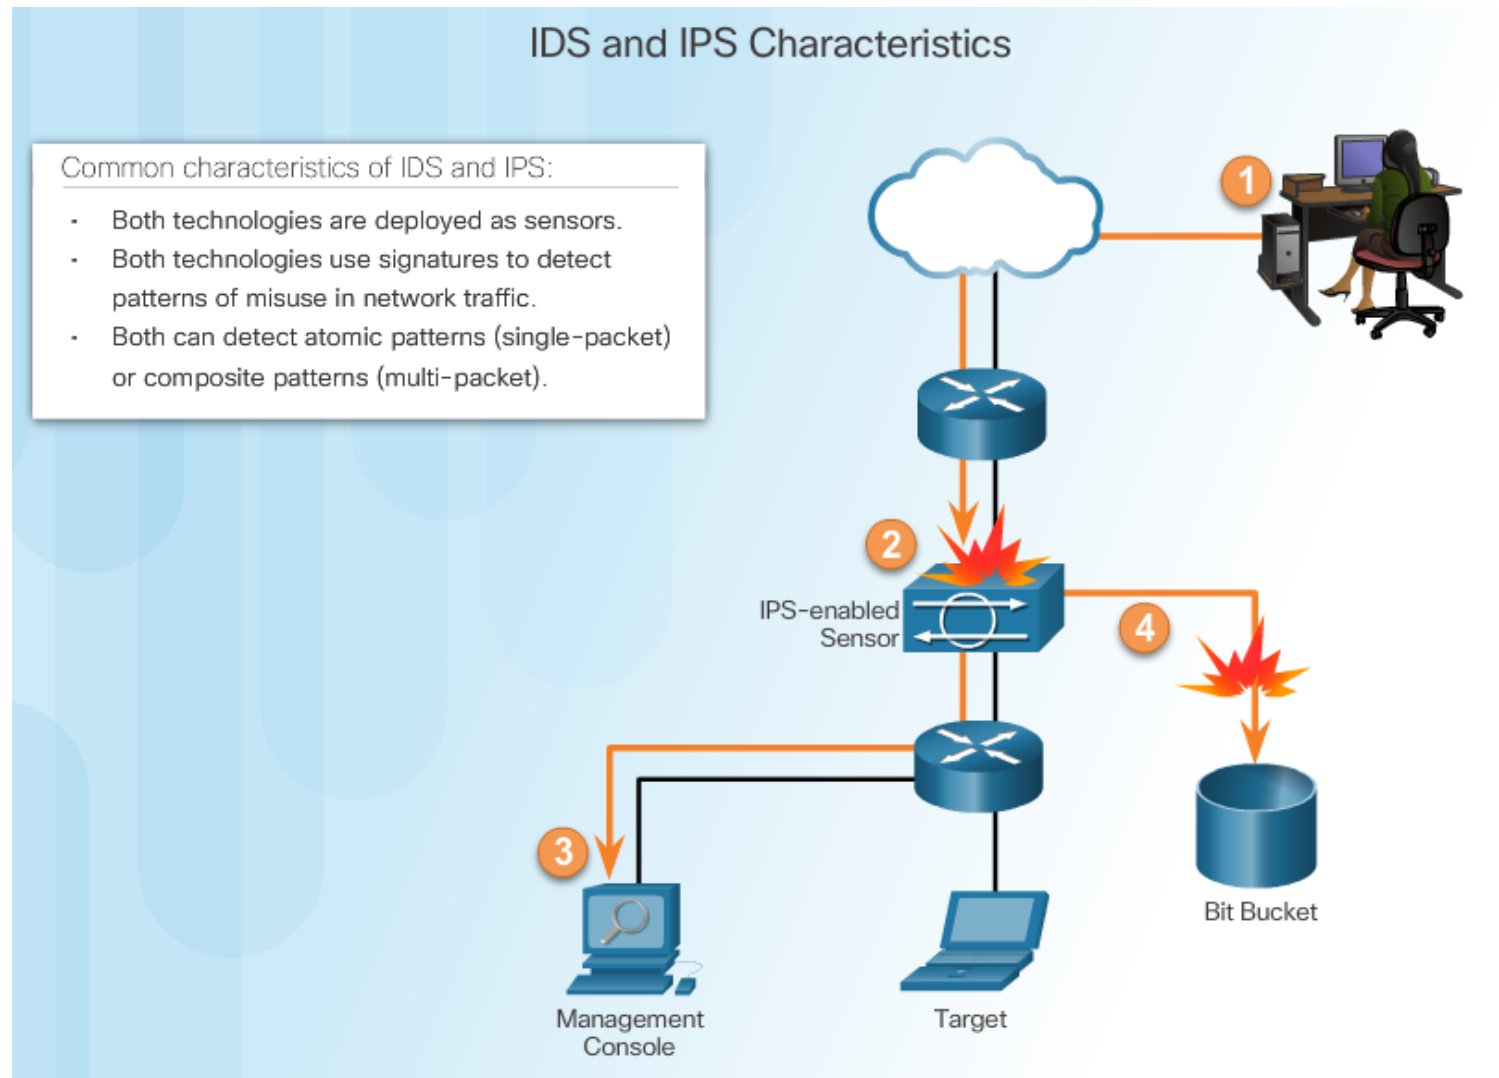 IDS and IPS Characteristics
Common characteristics of IDS and IPS:
- Both technologies are deployed as sensors.
- Both technologies use signatures to detect
patterns of misuse in network traffic.
- Both can detect atomic patterns (single-packet)
or composite patterns (multi-packet).
1
2
IPS-enabled
Sensor
4
3
Bit Bucket
Management
Console
Target